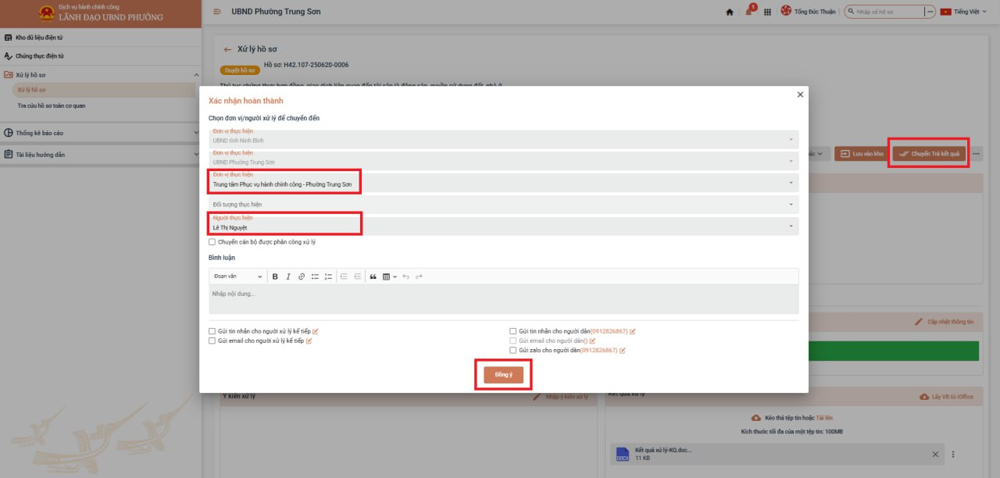 Dịch vụ hành chính công
LÃNH ĐẠO UBND PHƯỜNG
UBND Phường Trung Sơn
1
Tống Đức Thuận
Nhập số hồ sơ
Tiếng Việt
Kho dữ liệu điện tử
Chứng thực điện tử
Xử lý hồ sơ
Xử lý hồ sơ
Tra cứu hồ sơ toàn cơ quan
Thống kê báo cáo
Tài liệu hướng dẫn
Xử lý hồ sơ
Duyệt hồ sơ
Hồ sơ: H42.107-250620-0006
Thủ tục chứng thực hợp đồng, giao dịch liên quan đến tài sản là động sản, quyền sử dụng đất, nhà ở
Lưu vào kho
Chuyển Trả kết quả
Xác nhận hoàn thành
Chọn đơn vị/người xử lý để chuyển đến
Đơn vị thực hiện
UBND tỉnh Ninh Bình
Đơn vị thực hiện
UBND Phường Trung Sơn
Đơn vị thực hiện
Trung tâm Phục vụ hành chính công - Phường Trung Sơn
Đối tượng thực hiện
Người thực hiện
Lê Thị Nguyệt
Chuyển cán bộ được phân công xử lý
Bình luận
Đoạn văn
Nhập nội dung...
Gửi tin nhắn cho người xử lý kế tiếp
Gửi email cho người xử lý kế tiếp
Gửi tin nhắn cho người dân(0912826867)
Gửi email cho người dân()
Gửi zalo cho người dân(0912826867)
Đồng ý
Cập nhật thông tin
Ý kiến xử lý
Nhập ý kiến xử lý
Kết quả xử lý
Lấy VB từ iOffice
Kéo thả tệp tin hoặc Tải lên
Kích thước tối đa của một tệp tin: 100MB
DOCX
Kết quả xử lý-KQ.doc...
11 KB